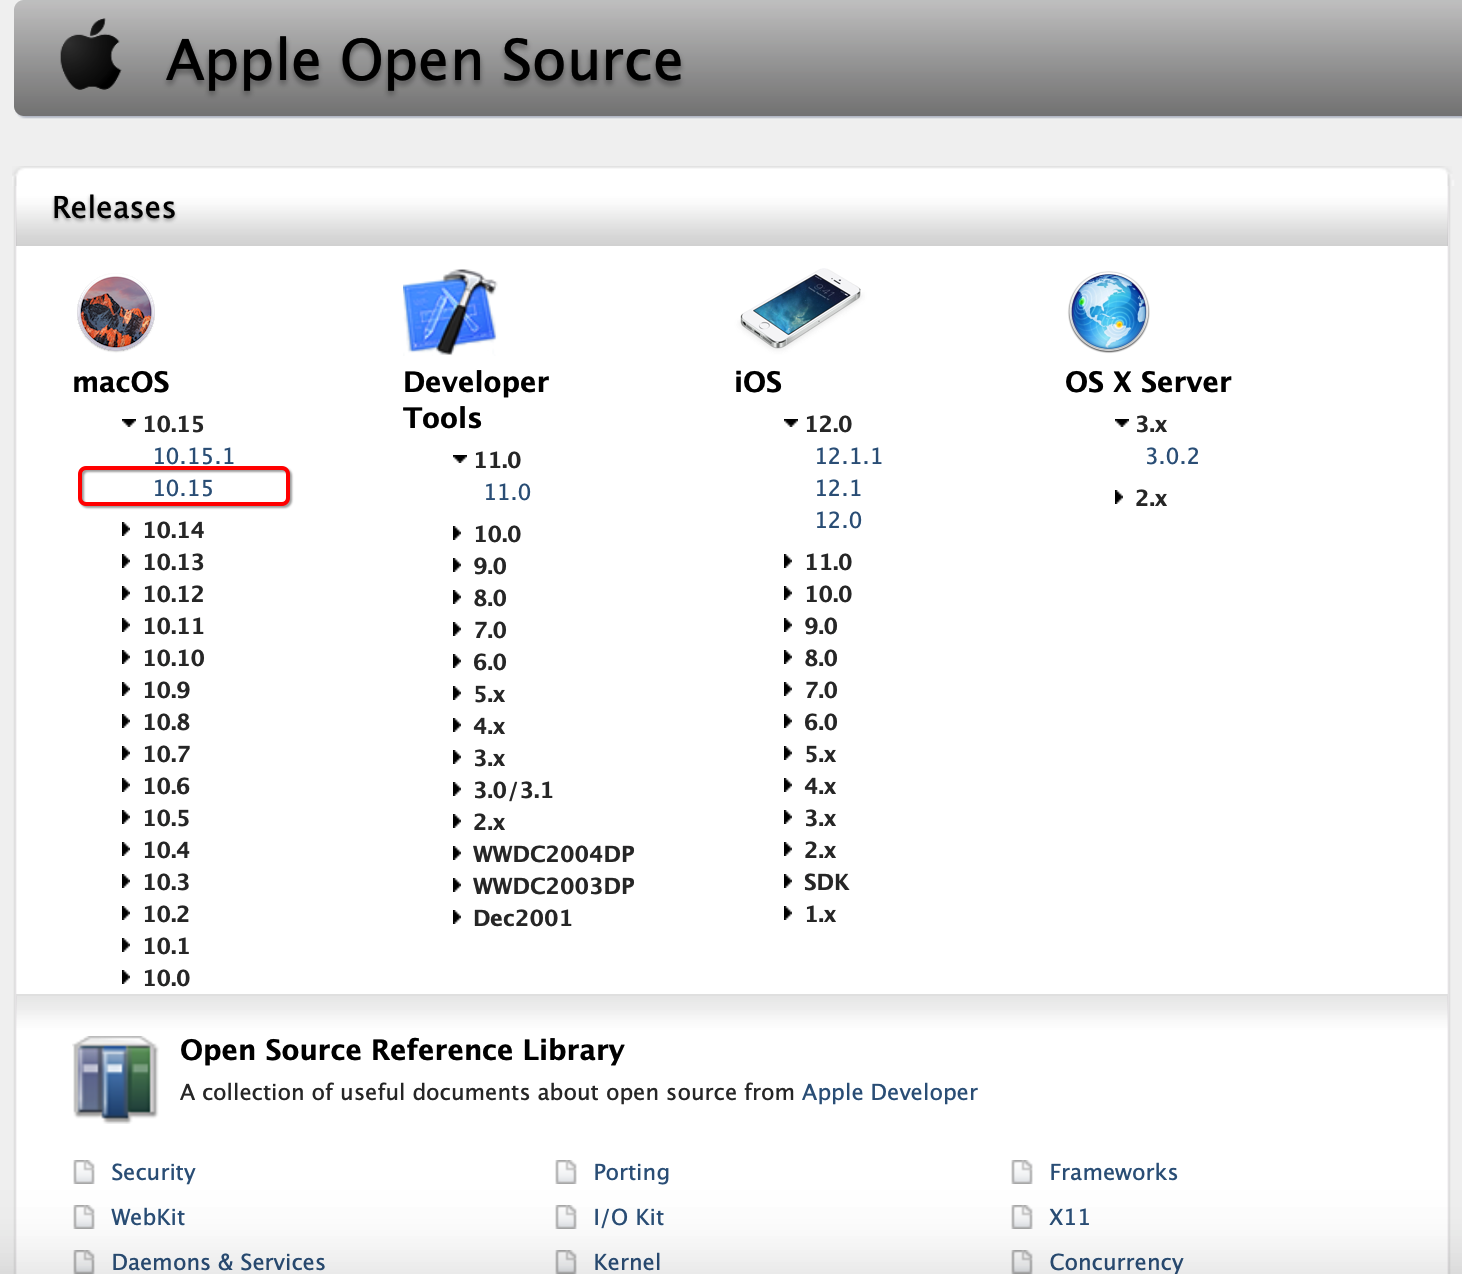 Apple Open Source
Releases
macOS
10.15
10.15.1
10.15
10.14
10.13
10.12
10.11
10.10
10.9
10.8
10.7
10.6
10.5
10.4
10.3
10.2
10.1
10.0
Developer
Tools
11.0
11.0
10.0
9.0
8.0
7.0
6.0
5.x
4.x
3.x
3.0/3.1
2.x
WWDC2004DP
WWDC2003DP
Dec2001
9:41
iOS
12.0
12.1.1
12.1
12.0
11.0
10.0
9.0
8.0
7.0
6.0
5.x
4.x
3.x
2.x
SDK
1.x
OS X Server
3.x
3.0.2
2.x
Open Source Reference Library
A collection of useful documents about open source from Apple Developer
Security
Porting
Frameworks
WebKit
I/O Kit
X11
Daemons & Services
Kernel
Concurrency